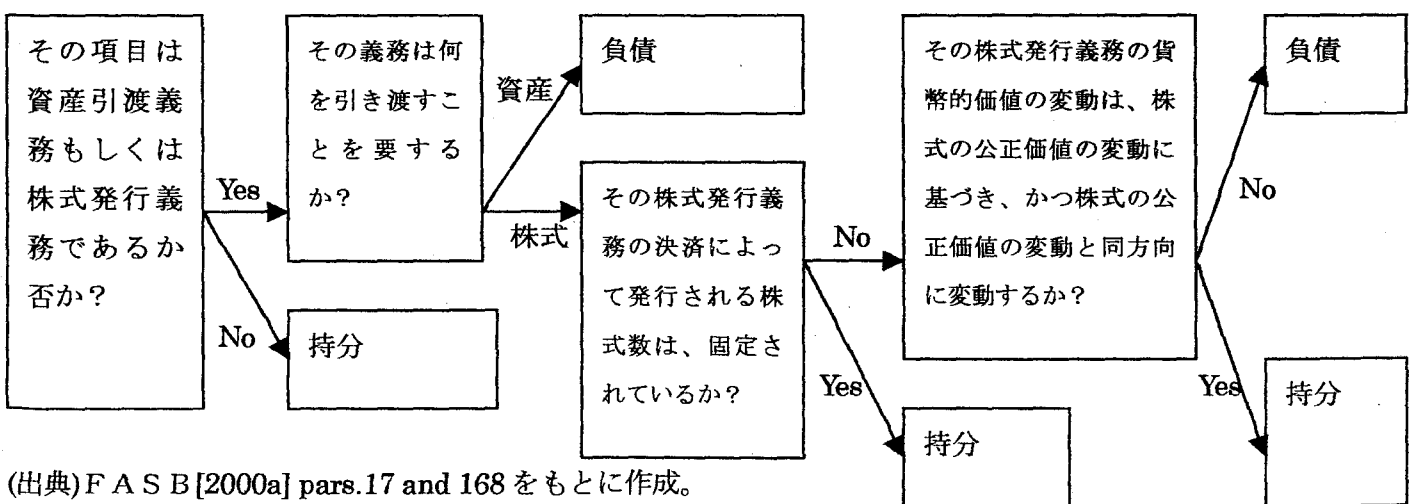 その項目は
資産引渡義
務もしくは
株式発行義
務であるか
否か？
Yes
No
その義務は何
を引き渡すこ
とを要する
か？
持分
資産
株式
負債
その株式発行義
務の決済によっ
て発行される株
式数は、固定さ
れているか？
No
Yes
その株式発行義務の貨
幣的価値の変動は、株
式の公正価値の変動に
基づき、かつ株式の公
正価値の変動と同方向
に変動するか？
持分
No
Yes
負債
持分
(出典)ＦＡＳＢ[2000a] pars.17 and 168 をもとに作成。